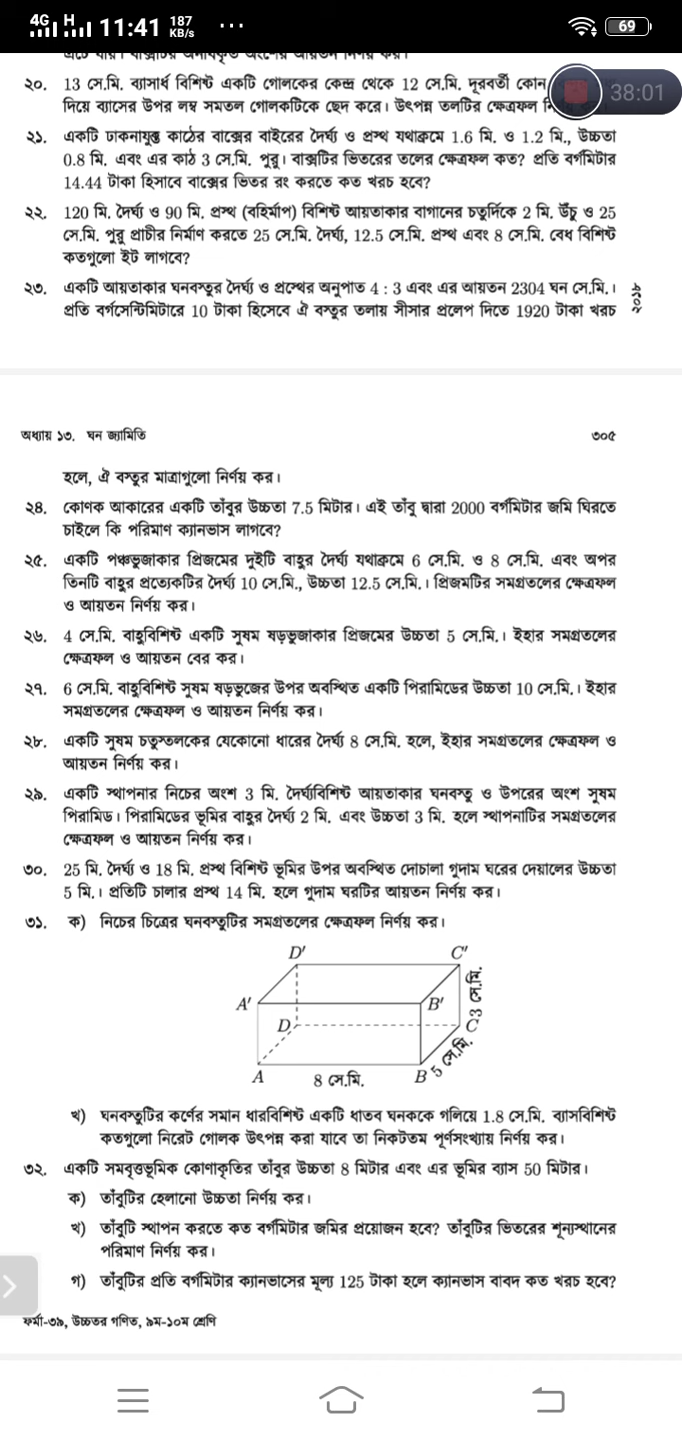 4G H 11:41 187 KB/s ... 69
38:01
২০. 13 সে.মি. ব্যাসার্ধ বিশিষ্ট একটি গোলকের কেন্দ্র থেকে 12 সে.মি. দূরবর্তী কোন
দিয়ে ব্যাসের উপর লম্ব সমতল গোলকটিকে ছেদ করে। উৎপন্ন তলটির ক্ষেত্রফল
২১. একটি ঢাকনাযুক্ত কাঠের বাক্সের বাইরের দৈর্ঘ্য ও প্রস্থ যথাক্রমে 1.6 মি. ও 1.2 মি., উচ্চতা
0.8 মি. এবং এর কাঠ 3 সে.মি. পুরু। বাক্সটির ভিতরের তলের ক্ষেত্রফল কত? প্রতি বর্গমিটার
14.44 টাকা হিসাবে বাক্সের ভিতর রং করতে কত খরচ হবে?
২২. 120 মি. দৈর্ঘ্য ও 90 মি. প্রস্থ (বহির্মাপ) বিশিষ্ট আয়তাকার বাগানের চতুর্দিকে 2 মি. উঁচু ও 25
সে.মি. পুরু প্রাচীর নির্মাণ করতে 25 সে.মি. দৈর্ঘ্য, 12.5 সে.মি. প্রস্থ এবং 8 সে.মি. বেধ বিশিষ্ট
কতগুলো ইট লাগবে?
২৩. একটি আয়তাকার ঘনবস্তুর দৈর্ঘ্য ও প্রস্থের অনুপাত 4 : 3 এবং এর আয়তন 2304 ঘন সে.মি.।
প্রতি বর্গসেন্টিমিটারে 10 টাকা হিসেবে ঐ বস্তুর তলায় সীসার প্রলেপ দিতে 1920 টাকা খরচ
২০১৮
অধ্যায় ১৩. ঘন জ্যামিতি ৩০৫
হলে, ঐ বস্তুর মাত্রাগুলো নির্ণয় কর।
২৪. কোণক আকারের একটি তাঁবুর উচ্চতা 7.5 মিটার। এই তাঁবু দ্বারা 2000 বর্গমিটার জমি ঘিরতে
চাইলে কি পরিমাণ ক্যানভাস লাগবে?
২৫. একটি পঞ্চভুজাকার প্রিজমের দুইটি বাহুর দৈর্ঘ্য যথাক্রমে 6 সে.মি. ও 8 সে.মি. এবং অপর
তিনটি বাহুর প্রত্যেকটির দৈর্ঘ্য 10 সে.মি., উচ্চতা 12.5 সে.মি.। প্রিজমটির সমগ্রতলের ক্ষেত্রফল
ও আয়তন নির্ণয় কর।
২৬. 4 সে.মি. বাহুবিশিষ্ট একটি সুষম ষড়ভুজাকার প্রিজমের উচ্চতা 5 সে.মি.। ইহার সমগ্রতলের
ক্ষেত্রফল ও আয়তন বের কর।
২৭. 6 সে.মি. বাহুবিশিষ্ট সুষম ষড়ভুজের উপর অবস্থিত একটি পিরামিডের উচ্চতা 10 সে.মি.। ইহার
সমগ্রতলের ক্ষেত্রফল ও আয়তন নির্ণয় কর।
২৮. একটি সুষম চতুস্তলকের যেকোনো ধারের দৈর্ঘ্য 8 সে.মি. হলে, ইহার সমগ্রতলের ক্ষেত্রফল ও
আয়তন নির্ণয় কর।
২৯. একটি স্থাপনার নিচের অংশ 3 মি. দৈর্ঘ্যবিশিষ্ট আয়তাকার ঘনবস্তু ও উপরের অংশ সুষম
পিরামিড। পিরামিডের ভূমির বাহুর দৈর্ঘ্য 2 মি. এবং উচ্চতা 3 মি. হলে স্থাপনাটির সমগ্রতলের
ক্ষেত্রফল ও আয়তন নির্ণয় কর।
৩০. 25 মি. দৈর্ঘ্য ও 18 মি. প্রস্থ বিশিষ্ট ভূমির উপর অবস্থিত দোচালা গুদাম ঘরের দেয়ালের উচ্চতা
5 মি.। প্রতিটি চালার প্রস্থ 14 মি. হলে গুদাম ঘরটির আয়তন নির্ণয় কর।
৩১. ক) নিচের চিত্রের ঘনবস্তুটির সমগ্রতলের ক্ষেত্রফল নির্ণয় কর।
D′ C′
A′ B′
3 সে.মি.
D C
5 সে.মি.
A 8 সে.মি. B
খ) ঘনবস্তুটির কর্ণের সমান ধারবিশিষ্ট একটি ধাতব ঘনককে গলিয়ে 1.8 সে.মি. ব্যাসবিশিষ্ট
কতগুলো নিরেট গোলক উৎপন্ন করা যাবে তা নিকটতম পূর্ণসংখ্যায় নির্ণয় কর।
৩২. একটি সমবৃত্তভূমিক কোণাকৃতির তাঁবুর উচ্চতা 8 মিটার এবং এর ভূমির ব্যাস 50 মিটার।
ক) তাঁবুটির হেলানো উচ্চতা নির্ণয় কর।
খ) তাঁবুটি স্থাপন করতে কত বর্গমিটার জমির প্রয়োজন হবে? তাঁবুটির ভিতরের শূন্যস্থানের
পরিমাণ নির্ণয় কর।
গ) তাঁবুটির প্রতি বর্গমিটার ক্যানভাসের মূল্য 125 টাকা হলে ক্যানভাস বাবদ কত খরচ হবে?
ফর্মা-৩৯, উচ্চতর গণিত, ৯ম-১০ম শ্রেণি